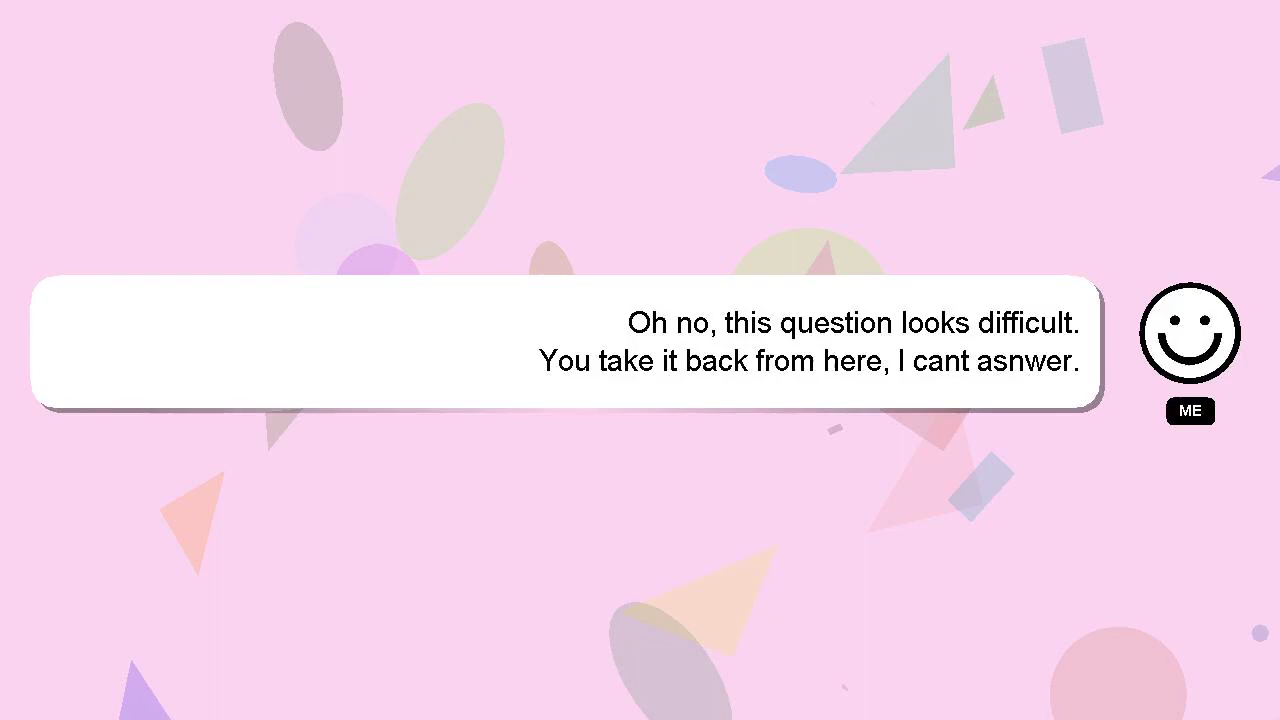 Oh no, this question looks difficult.
You take it back from here, I cant asnwer.
ME